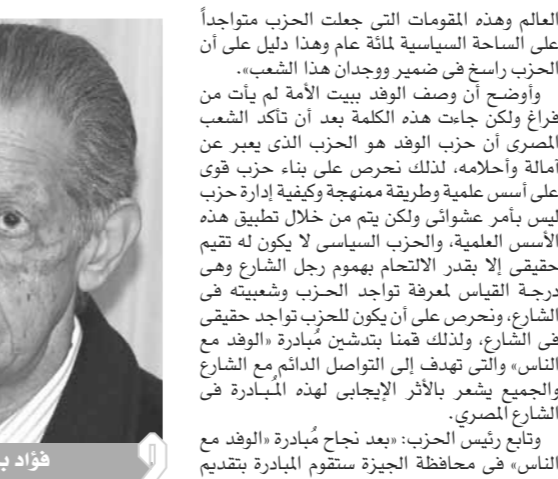 العالم وهذه المقومات التى جعلت الحزب متواجداً
على الساحة السياسية لمائة عام وهذا دليل على أن
الحزب راسخ فى ضمير ووجدان هذا الشعب».
وأوضح أن وصف الوفد ببيت الأمة لم يأت من
فراغ ولكن جاءت هذه الكلمة بعد أن تأكد الشعب
المصرى أن حزب الوفد هو الحزب الذى يعبر عن
آمالة وأحلامه، لذلك نحرص على بناء حزب قوى
على أسس علمية وطريقة ممنهجة وكيفية إدارة حزب
ليس بأمر عشوائى ولكن يتم من خلال تطبيق هذه
الأسس العلمية، والحزب السياسى لا يكون له تقيم
حقيقى إلا بقدر الالتحام بهموم رجل الشارع وهى
درجة القياس لمعرفة تواجد الحزب وشعبيته فى
الشارع، ونحرص على أن يكون للحزب تواجد حقيقى
فى الشارع، ولذلك قمنا بتدشين مُبادرة «الوفد مع
الناس» والتى تهدف إلى التواصل الدائم مع الشارع
والجميع يشعر بالأثر الإيجابى لهذه المُبادرة فى
الشارع المصري.
وتابع رئيس الحزب: «بعد نجاح مُبادرة «الوفد مع
الناس» فى محافظة الجيزة ستقوم المبادرة بتقديم
فؤاد